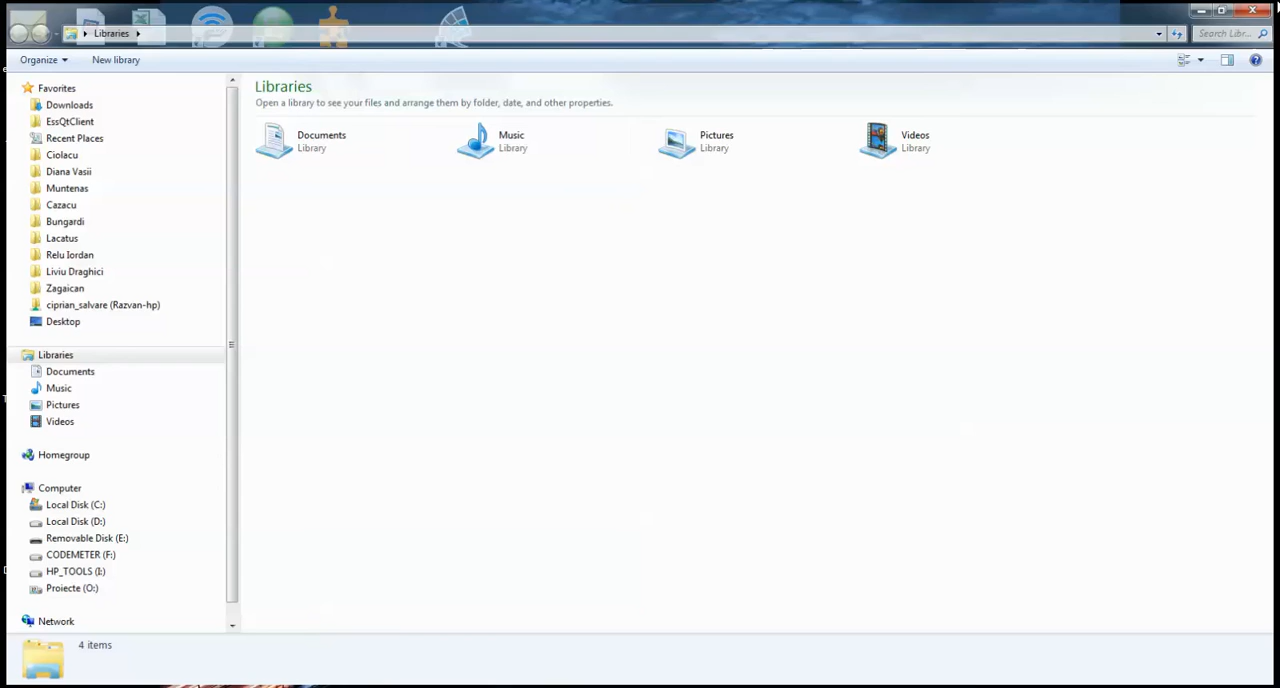 Libraries
Search Libr...
Organize
New library
Favorites
Downloads
EssQtClient
Recent Places
Ciolacu
Diana Vasii
Muntenas
Cazacu
Bungardi
Lacatus
Relu Iordan
Liviu Draghici
Zagaican
ciprian_salvare (Razvan-hp)
Desktop
Libraries
Documents
Music
Pictures
Videos
Homegroup
Computer
Local Disk (C:)
Local Disk (D:)
Removable Disk (E:)
CODEMETER (F:)
HP_TOOLS (I:)
Proiecte (O:)
Network
Libraries
Open a library to see your files and arrange them by folder, date, and other properties.
Documents
Library
Music
Library
Pictures
Library
Videos
Library
4 items